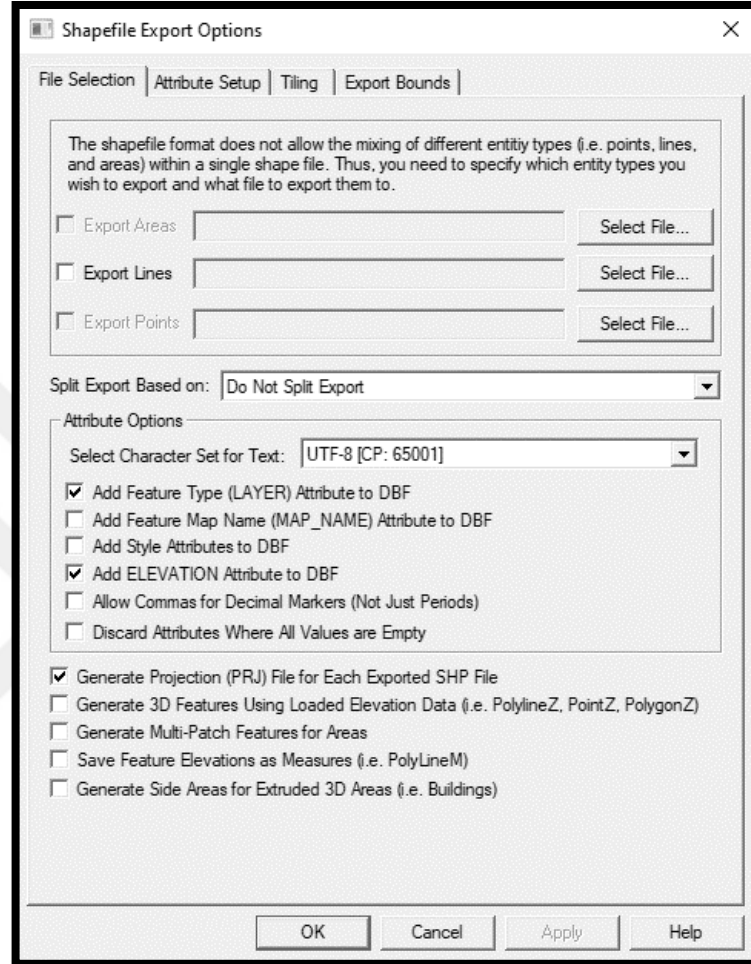 Shapefile Export Options
File Selection Attribute Setup Tiling Export Bounds
The shapefile format does not allow the mixing of different entitiy types (i.e. points, lines,
and areas) within a single shape file. Thus, you need to specify which entity types you
wish to export and what file to export them to.
Export Areas Select File...
Export Lines Select File...
Export Points Select File...
Split Export Based on: Do Not Split Export
Attribute Options
Select Character Set for Text: UTF-8 [CP: 65001]
Add Feature Type (LAYER) Attribute to DBF
Add Feature Map Name (MAP_NAME) Attribute to DBF
Add Style Attributes to DBF
Add ELEVATION Attribute to DBF
Allow Commas for Decimal Markers (Not Just Periods)
Discard Attributes Where All Values are Empty
Generate Projection (PRJ) File for Each Exported SHP File
Generate 3D Features Using Loaded Elevation Data (i.e. PolylineZ, PointZ, PolygonZ)
Generate Multi-Patch Features for Areas
Save Feature Elevations as Measures (i.e. PolyLineM)
Generate Side Areas for Extruded 3D Areas (i.e. Buildings)
OK Cancel Apply Help